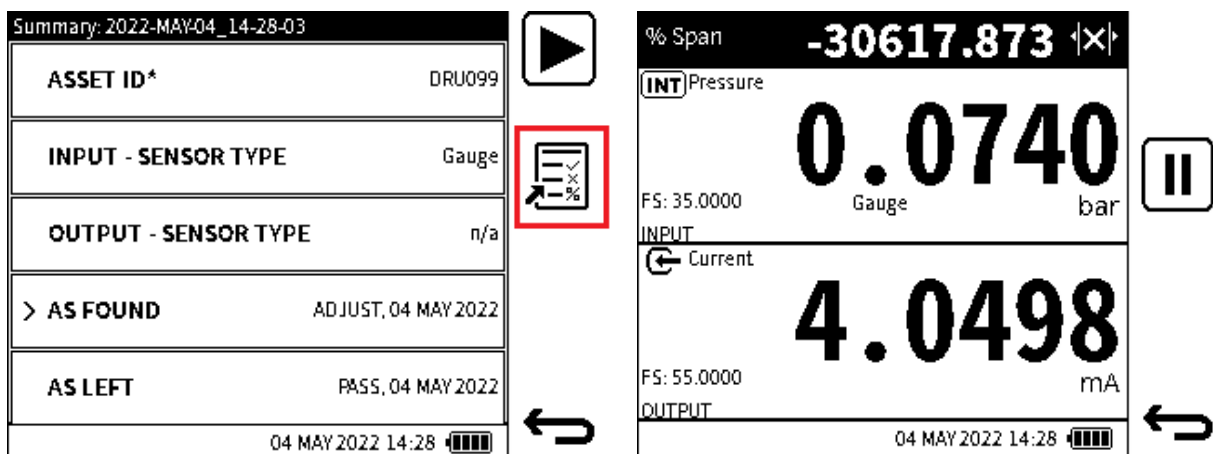 Summary: 2022-MAY-04_14-28-03
ASSET ID* DRU099
INPUT - SENSOR TYPE Gauge
OUTPUT - SENSOR TYPE n/a
> AS FOUND ADJUST, 04 MAY 2022
AS LEFT PASS, 04 MAY 2022
04 MAY 2022 14:28
% Span -30617.873
INT Pressure
0.0740
FS: 35.0000 Gauge bar
INPUT
Current
4.0498
FS: 55.0000 mA
OUTPUT
04 MAY 2022 14:28